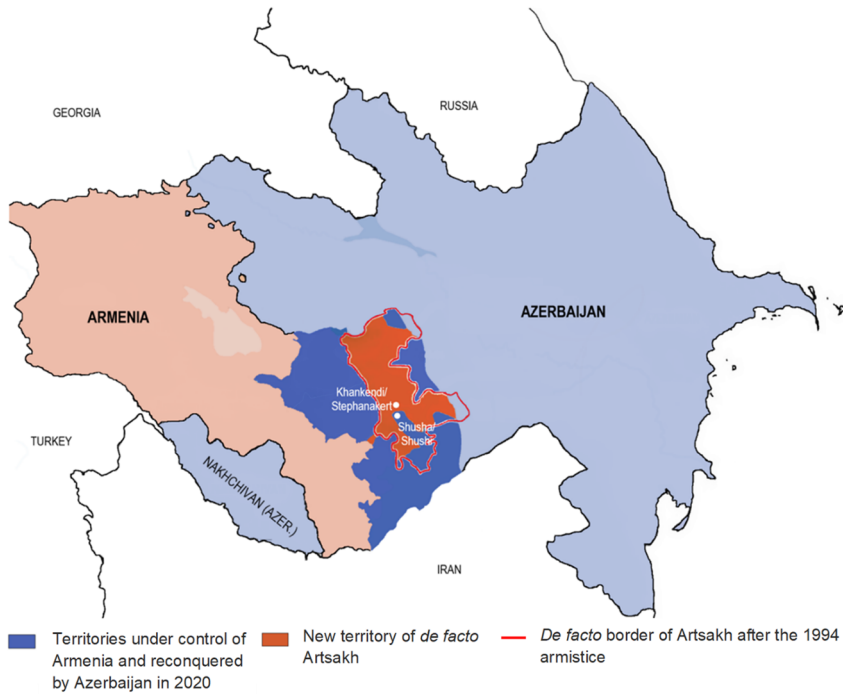 GEORGIA
RUSSIA
ARMENIA
AZERBAIJAN
Khankendi/
Stephanakert
Shusha/
Shushi
TURKEY
NAKHCHIVAN (AZER.)
IRAN
Territories under control of
Armenia and reconquered
by Azerbaijan in 2020
New territory of de facto
Artsakh
De facto border of Artsakh after the 1994
armistice